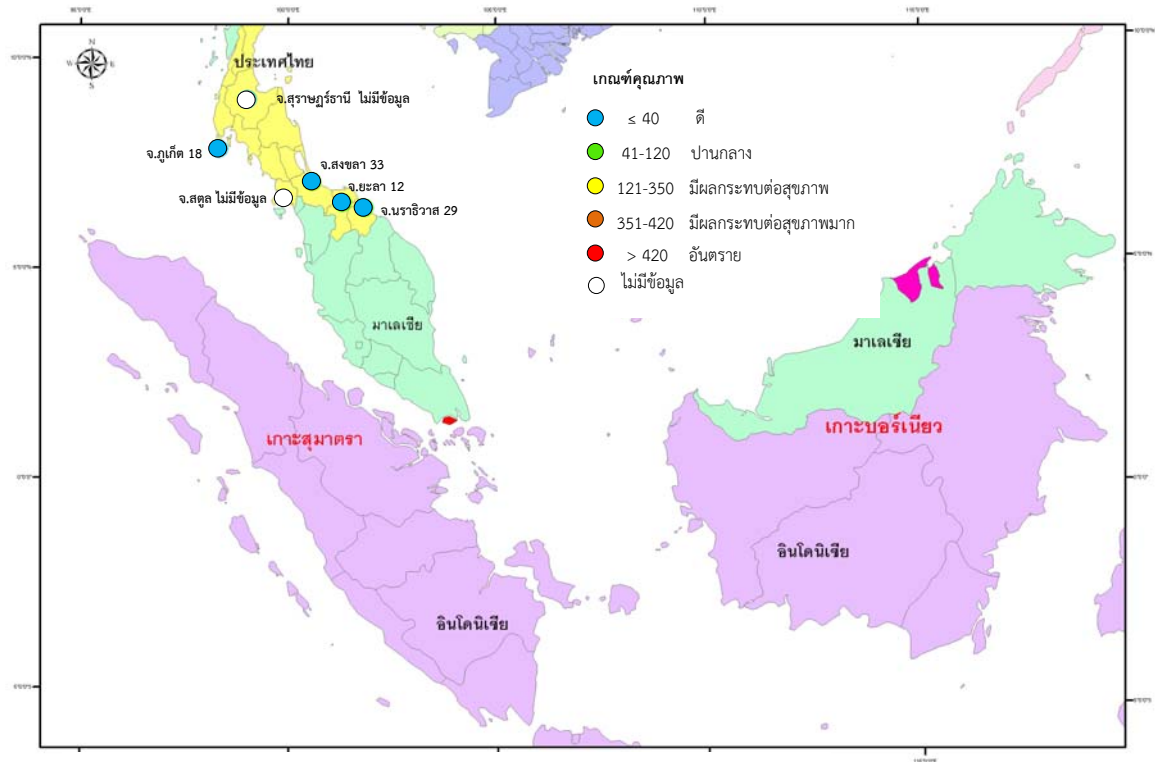 N
W
E
S
ประเทศไทย
จ.สุราษฏร์ธานี ไม่มีข้อมูล
จ.ภูเก็ต 18
จ.สงขลา 33
จ.ยะลา 12
จ.สตูล ไม่มีข้อมูล
จ.นราธิวาส 29
เกณฑ์คุณภาพ
≤ 40 ดี
41-120 ปานกลาง
121-350 มีผลกระทบต่อสุขภาพ
351-420 มีผลกระทบต่อสุขภาพมาก
> 420 อันตราย
ไม่มีข้อมูล
มาเลเซีย
มาเลเซีย
เกาะสุมาตรา
เกาะบอร์เนียว
อินโดนิเซีย
อินโดนิเซีย